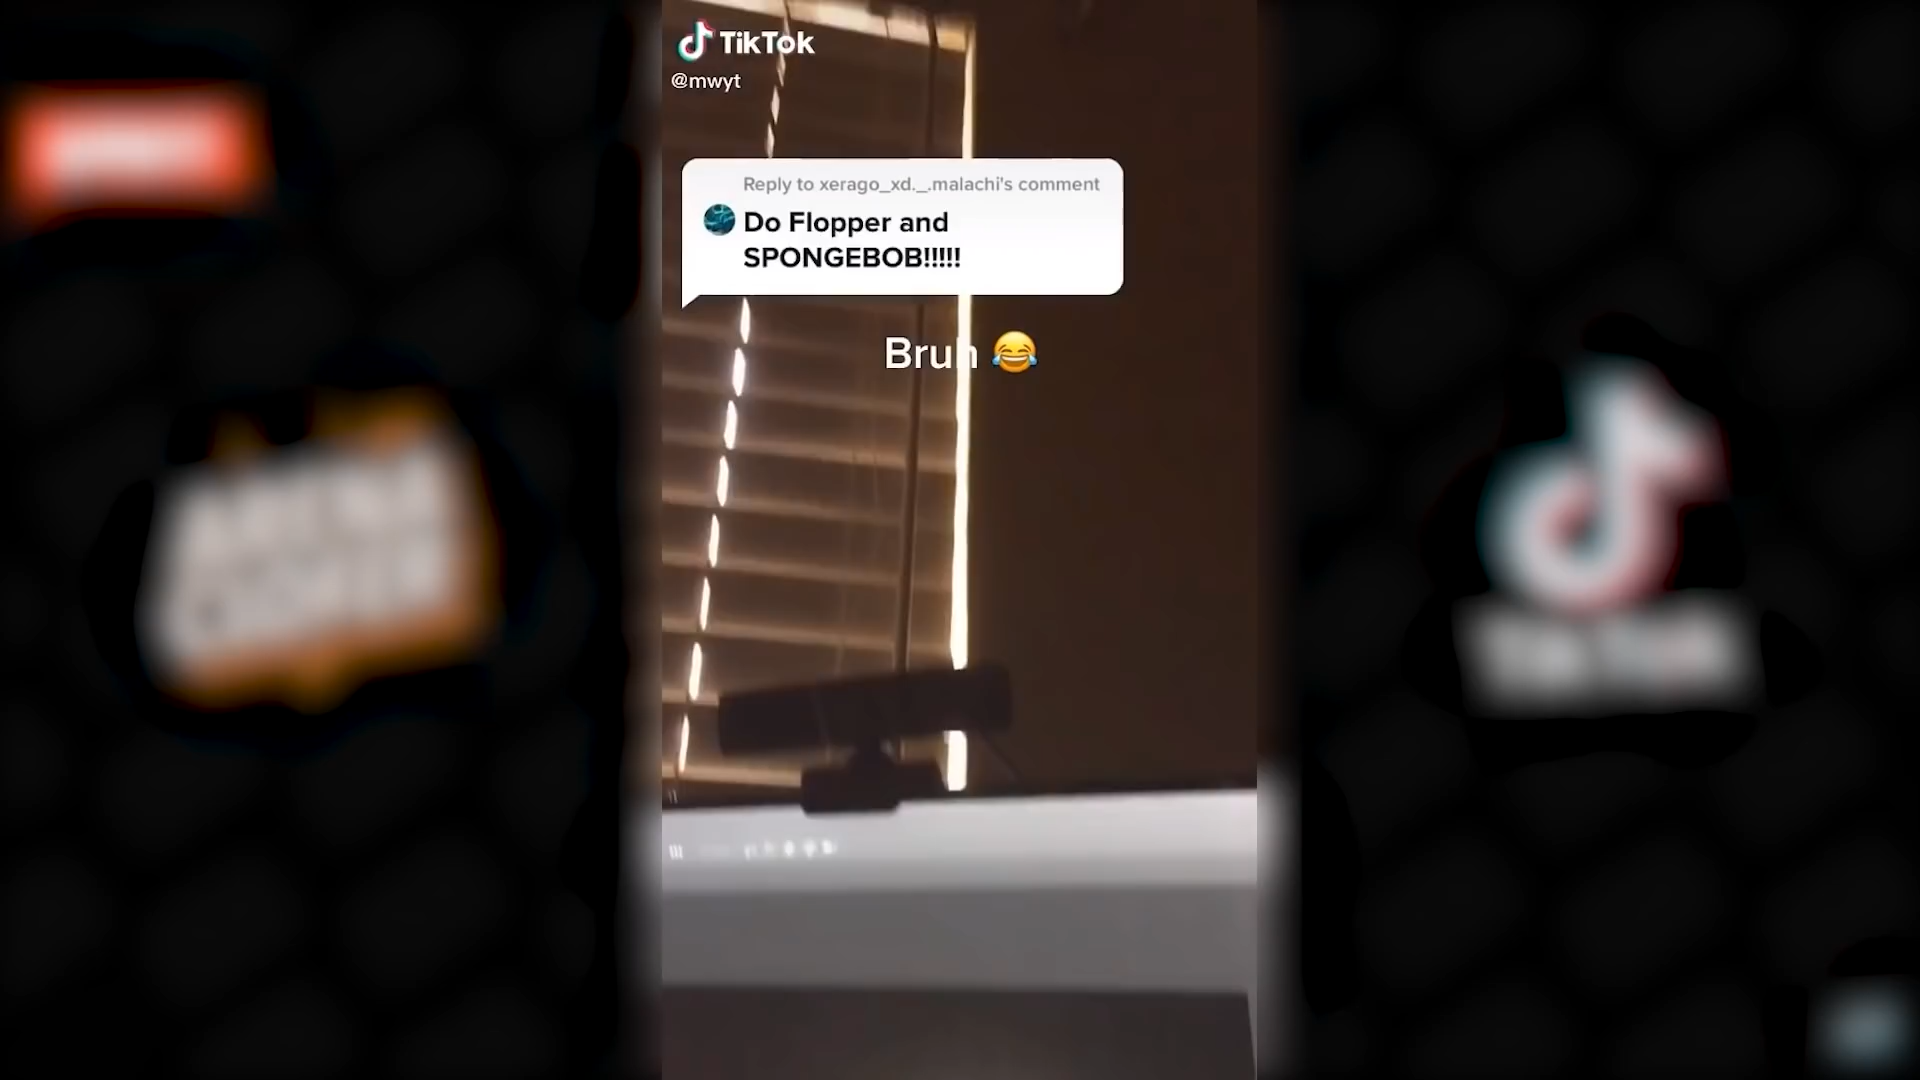 TikTok
@mwyt
Reply to xerago_xd._.malachi's comment
Do Flopper and
SPONGEBOB!!!!!
Bruh 😂